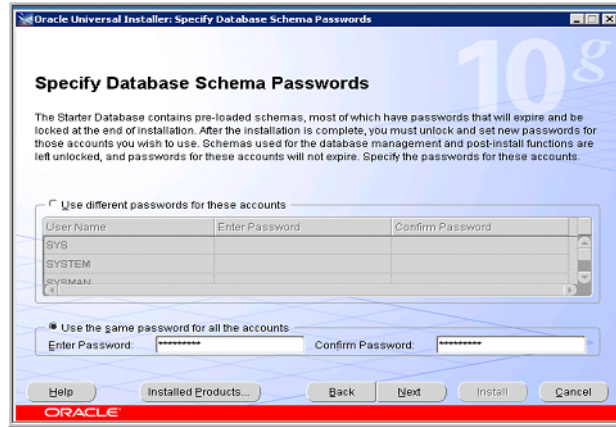 Oracle Universal Installer: Specify Database Schema Passwords
10g
Specify Database Schema Passwords
The Starter Database contains pre-loaded schemas, most of which have passwords that will expire and be
locked at the end of installation. After the installation is complete, you must unlock and set new passwords for
those accounts you wish to use. Schemas used for the database management and post-install functions are
left unlocked, and passwords for these accounts will not expire. Specify the passwords for these accounts.
Use different passwords for these accounts
User Name Enter Password Confirm Password
SYS
SYSTEM
SYSMAN
Use the same password for all the accounts
Enter Password: ********* Confirm Password: *********
Help Installed Products... Back Next Install Cancel
ORACLE